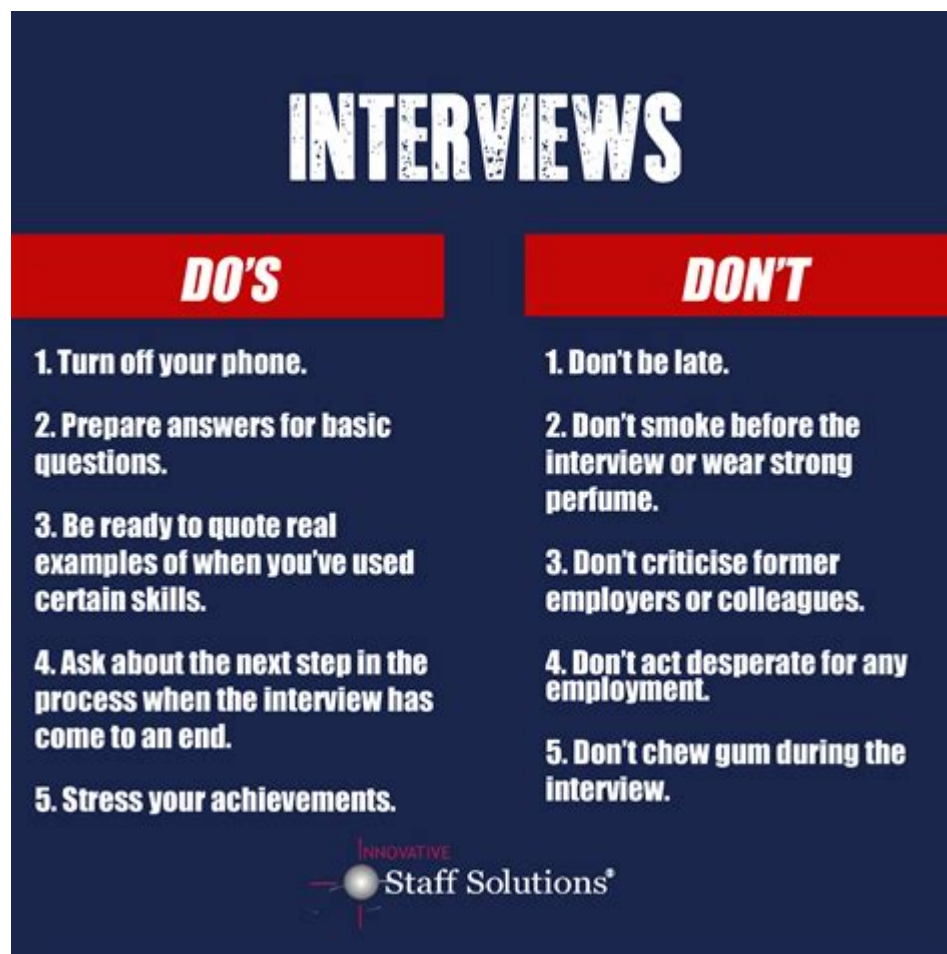 INTERVIEWS
DO'S
1. Turn off your phone.
2. Prepare answers for basic
questions.
3. Be ready to quote real
examples of when you've used
certain skills.
4. Ask about the next step in the
process when the interview has
come to an end.
5. Stress your achievements.
DON'T
1. Don't be late.
2. Don't smoke before the
interview or wear strong
perfume.
3. Don't criticise former
employers or colleagues.
4. Don't act desperate for any
employment.
5. Don't chew gum during the
interview.
INNOVATIVE
Staff Solutions®